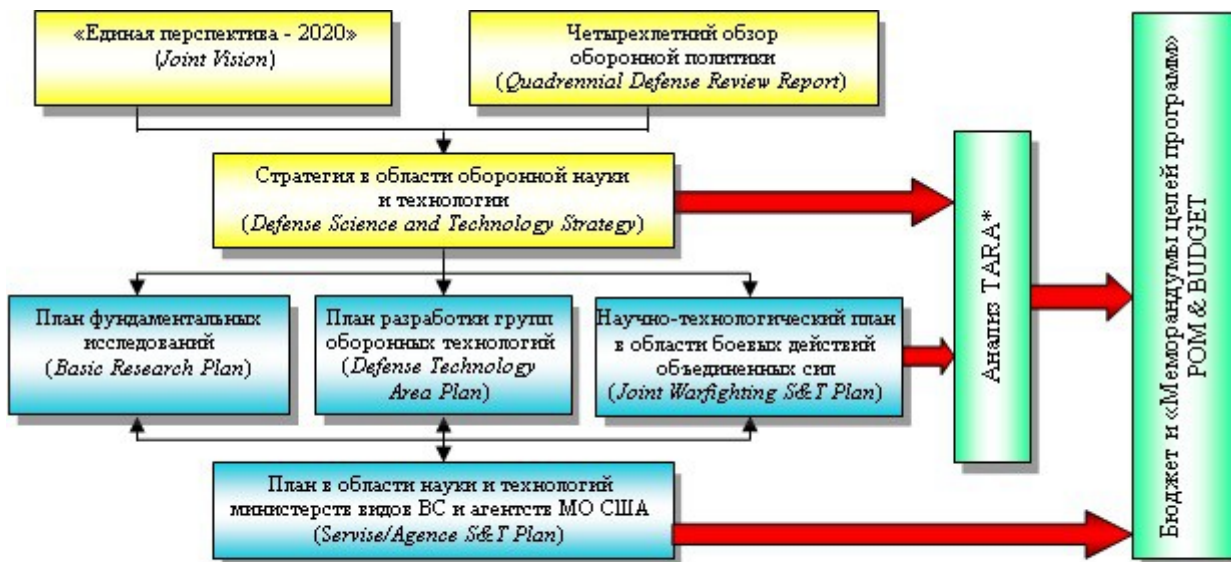 «Единая перспектива - 2020»
(Joint Vision)
Четырехлетний обзор
оборонной политики
(Quadrennial Defense Review Report)
Стратегия в области оборонной науки
и технологии
(Defense Science and Technology Strategy)
План фундаментальных
исследований
(Basic Research Plan)
План разработки групп
оборонных технологий
(Defense Technology
Area Plan)
Научно-технологический план
в области боевых действий
объединенных сил
(Joint Warfighting S&T Plan)
План в области науки и технологий
министерств видов ВС и агентств МО США
(Servise/Agence S&T Plan)
Анализ TARA*
Бюджет и «Меморандумы целей программ»
POM & BUDGET